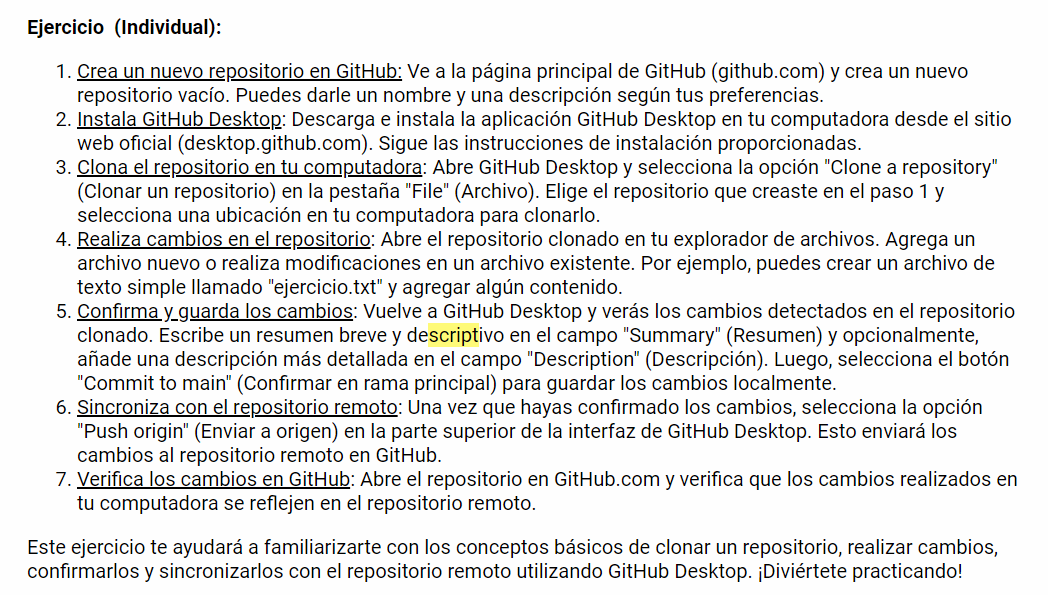 Ejercicio (Individual):
1. Crea un nuevo repositorio en GitHub: Ve a la página principal de GitHub (github.com) y crea un nuevo
repositorio vacío. Puedes darle un nombre y una descripción según tus preferencias.
2. Instala GitHub Desktop: Descarga e instala la aplicación GitHub Desktop en tu computadora desde el sitio
web oficial (desktop.github.com). Sigue las instrucciones de instalación proporcionadas.
3. Clona el repositorio en tu computadora: Abre GitHub Desktop y selecciona la opción "Clone a repository"
(Clonar un repositorio) en la pestaña "File" (Archivo). Elige el repositorio que creaste en el paso 1 y
selecciona una ubicación en tu computadora para clonarlo.
4. Realiza cambios en el repositorio: Abre el repositorio clonado en tu explorador de archivos. Agrega un
archivo nuevo o realiza modificaciones en un archivo existente. Por ejemplo, puedes crear un archivo de
texto simple llamado "ejercicio.txt" y agregar algún contenido.
5. Confirma y guarda los cambios: Vuelve a GitHub Desktop y verás los cambios detectados en el repositorio
clonado. Escribe un resumen breve y descriptivo en el campo "Summary" (Resumen) y opcionalmente,
añade una descripción más detallada en el campo "Description" (Descripción). Luego, selecciona el botón
"Commit to main" (Confirmar en rama principal) para guardar los cambios localmente.
6. Sincroniza con el repositorio remoto: Una vez que hayas confirmado los cambios, selecciona la opción
"Push origin" (Enviar a origen) en la parte superior de la interfaz de GitHub Desktop. Esto enviará los
cambios al repositorio remoto en GitHub.
7. Verifica los cambios en GitHub: Abre el repositorio en GitHub.com y verifica que los cambios realizados en
tu computadora se reflejen en el repositorio remoto.
Este ejercicio te ayudará a familiarizarte con los conceptos básicos de clonar un repositorio, realizar cambios,
confirmarlos y sincronizarlos con el repositorio remoto utilizando GitHub Desktop. ¡Diviértete practicando!